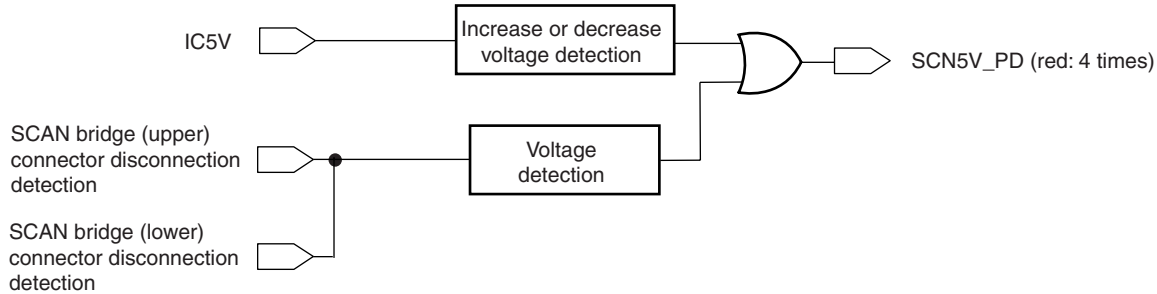 IC5V
Increase or decrease
voltage detection
SCN5V_PD (red: 4 times)
SCAN bridge (upper)
connector disconnection
detection
Voltage
detection
SCAN bridge (lower)
connector disconnection
detection